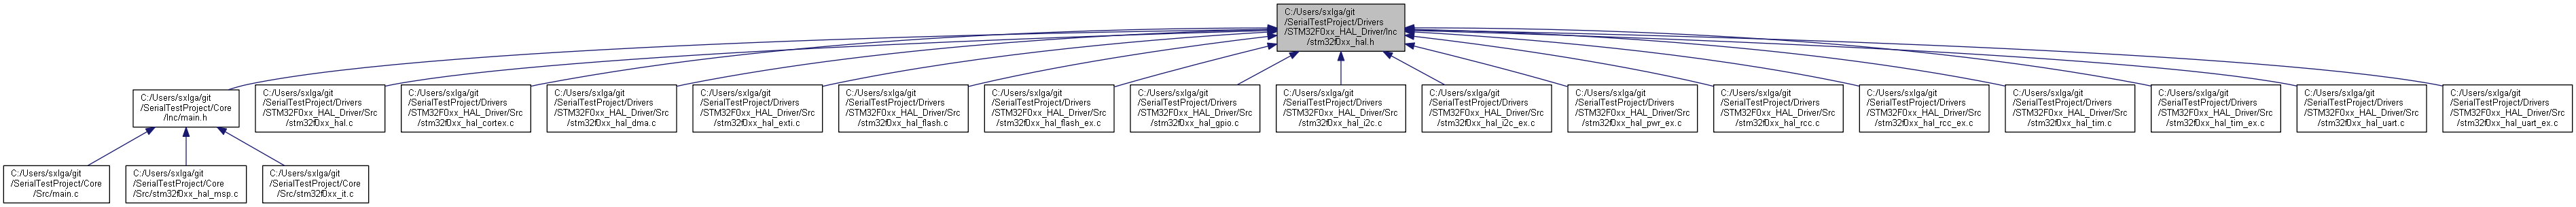 C:/Users/sxlga/git
/SerialTestProject/Drivers
/STM32F0xx_HAL_Driver/Inc
/stm32f0xx_hal.h
C:/Users/sxlga/git
/SerialTestProject/Core
/Inc/main.h
C:/Users/sxlga/git
/SerialTestProject/Drivers
/STM32F0xx_HAL_Driver/Src
/stm32f0xx_hal.c
C:/Users/sxlga/git
/SerialTestProject/Drivers
/STM32F0xx_HAL_Driver/Src
/stm32f0xx_hal_cortex.c
C:/Users/sxlga/git
/SerialTestProject/Drivers
/STM32F0xx_HAL_Driver/Src
/stm32f0xx_hal_dma.c
C:/Users/sxlga/git
/SerialTestProject/Drivers
/STM32F0xx_HAL_Driver/Src
/stm32f0xx_hal_exti.c
C:/Users/sxlga/git
/SerialTestProject/Drivers
/STM32F0xx_HAL_Driver/Src
/stm32f0xx_hal_flash.c
C:/Users/sxlga/git
/SerialTestProject/Drivers
/STM32F0xx_HAL_Driver/Src
/stm32f0xx_hal_flash_ex.c
C:/Users/sxlga/git
/SerialTestProject/Drivers
/STM32F0xx_HAL_Driver/Src
/stm32f0xx_hal_gpio.c
C:/Users/sxlga/git
/SerialTestProject/Drivers
/STM32F0xx_HAL_Driver/Src
/stm32f0xx_hal_i2c.c
C:/Users/sxlga/git
/SerialTestProject/Drivers
/STM32F0xx_HAL_Driver/Src
/stm32f0xx_hal_i2c_ex.c
C:/Users/sxlga/git
/SerialTestProject/Drivers
/STM32F0xx_HAL_Driver/Src
/stm32f0xx_hal_pwr_ex.c
C:/Users/sxlga/git
/SerialTestProject/Drivers
/STM32F0xx_HAL_Driver/Src
/stm32f0xx_hal_rcc.c
C:/Users/sxlga/git
/SerialTestProject/Drivers
/STM32F0xx_HAL_Driver/Src
/stm32f0xx_hal_rcc_ex.c
C:/Users/sxlga/git
/SerialTestProject/Drivers
/STM32F0xx_HAL_Driver/Src
/stm32f0xx_hal_tim.c
C:/Users/sxlga/git
/SerialTestProject/Drivers
/STM32F0xx_HAL_Driver/Src
/stm32f0xx_hal_tim_ex.c
C:/Users/sxlga/git
/SerialTestProject/Drivers
/STM32F0xx_HAL_Driver/Src
/stm32f0xx_hal_uart.c
C:/Users/sxlga/git
/SerialTestProject/Drivers
/STM32F0xx_HAL_Driver/Src
/stm32f0xx_hal_uart_ex.c
C:/Users/sxlga/git
/SerialTestProject/Core
/Src/main.c
C:/Users/sxlga/git
/SerialTestProject/Core
/Src/stm32f0xx_hal_msp.c
C:/Users/sxlga/git
/SerialTestProject/Core
/Src/stm32f0xx_it.c